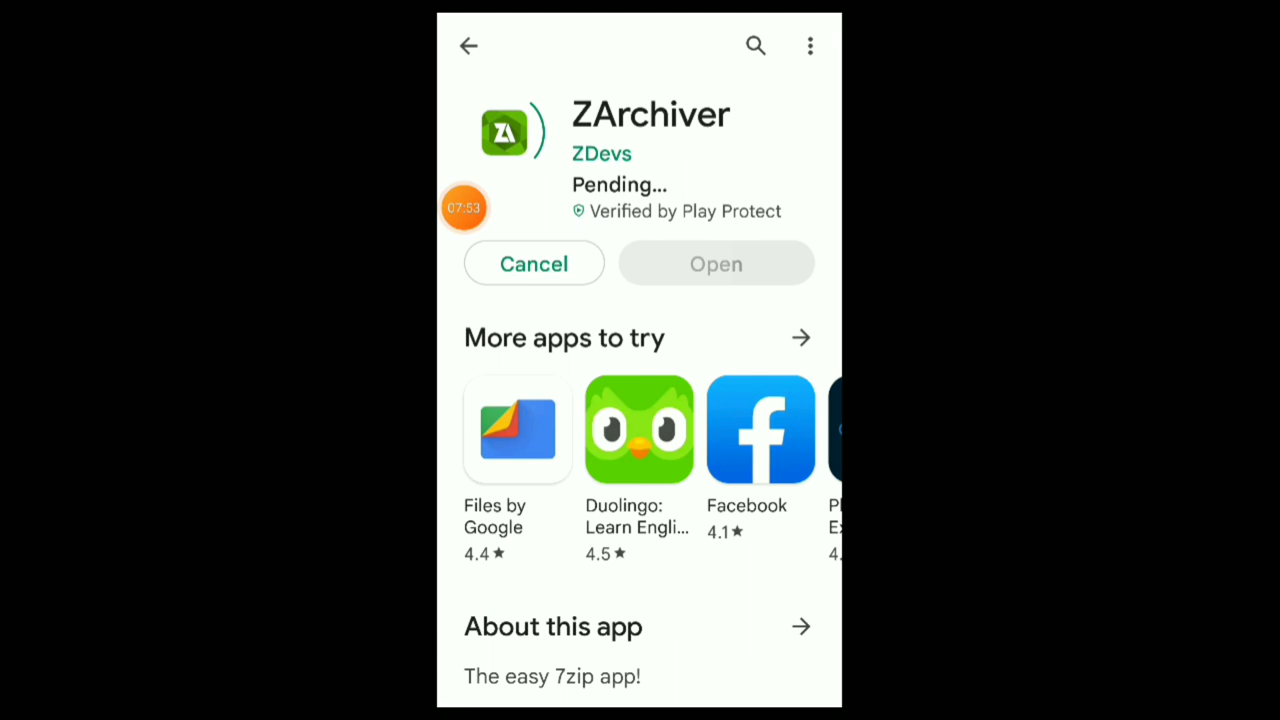 ZArchiver
ZDevs
Pending...
07:53
Verified by Play Protect
Cancel
Open
More apps to try
Files by
Google
4.4★
Duolingo:
Learn Engli...
4.5★
Facebook
4.1★
About this app
The easy 7zip app!